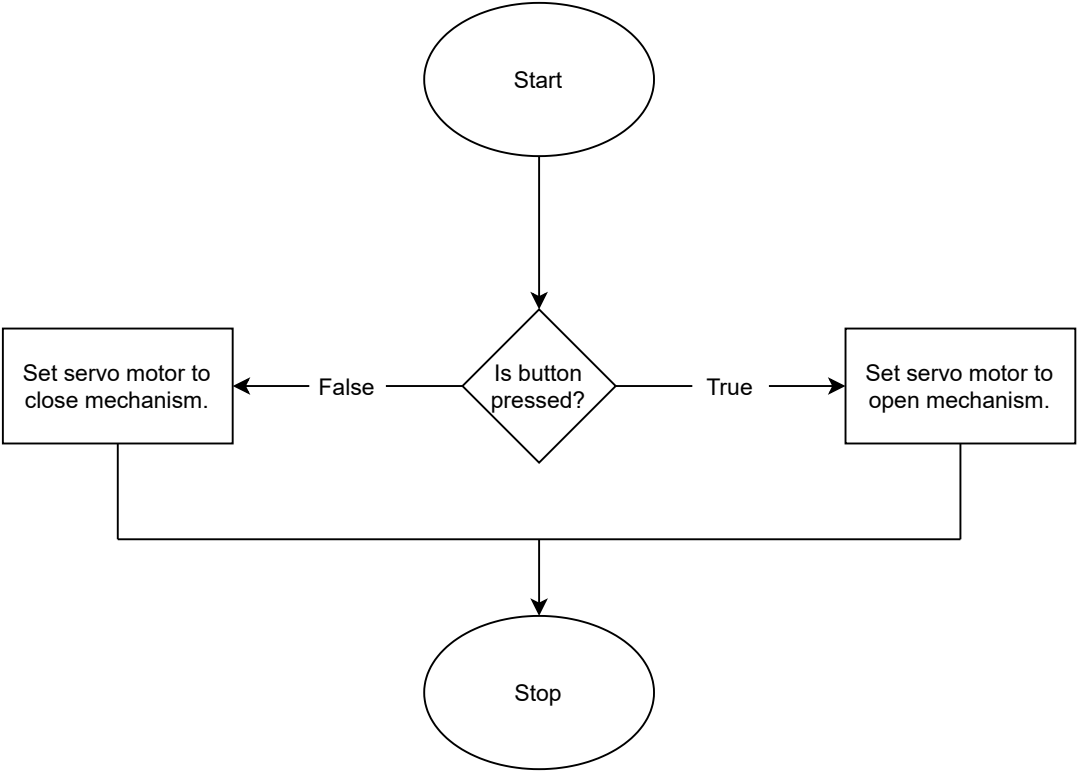 Start
Set servo motor to
close mechanism.
False
Is button
pressed?
True
Set servo motor to
open mechanism.
Stop